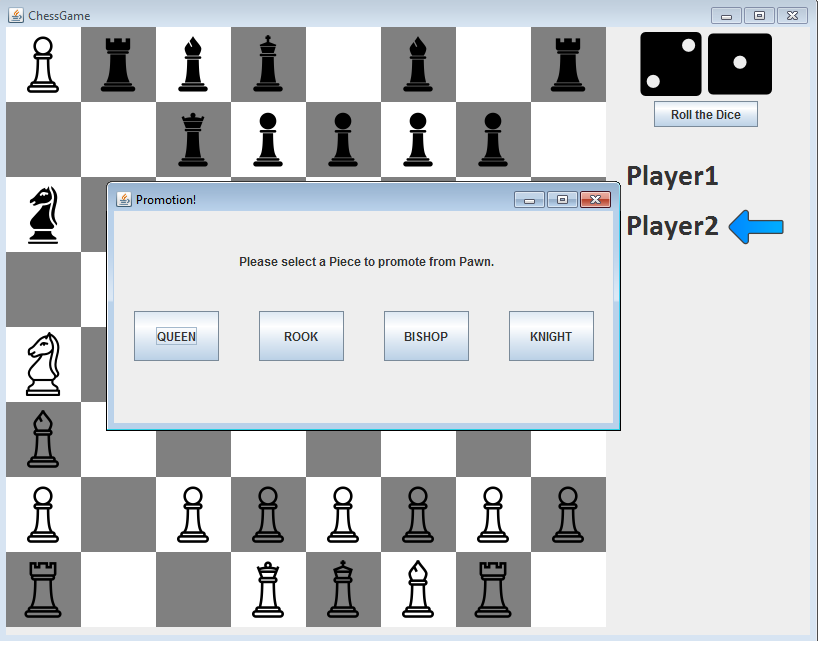 ChessGame
Roll the Dice
Player1
Player2
Promotion!
Please select a Piece to promote from Pawn.
QUEEN ROOK BISHOP KNIGHT